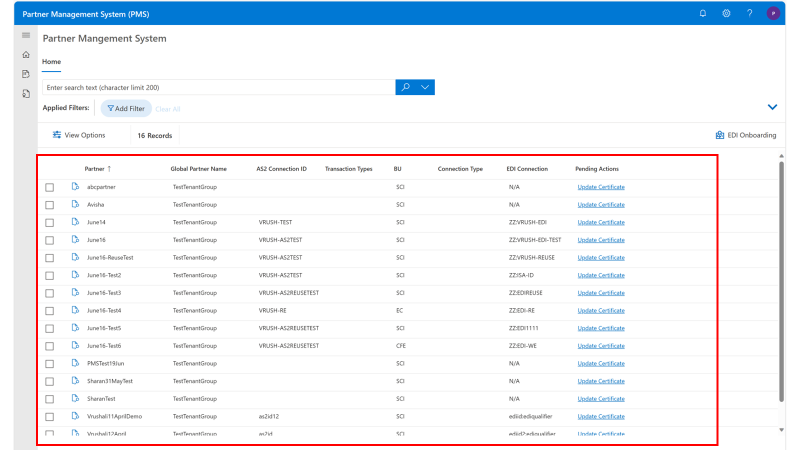 Partner Management System (PMS)
Partner Management System
Home
Enter search text (character limit 200)
Applied Filters: Add Filter Clear All
View Options 16 Records EDI Onboarding
Partner ↑ Global Partner Name AS2 Connection ID Transaction Types BU Connection Type EDI Connection Pending Actions
abcpartner TestTenantGroup SCI N/A Update Certificate
Avisha TestTenantGroup SCI N/A Update Certificate
June14 TestTenantGroup VRUSH-TEST SCI ZZ:VRUSH-EDI Update Certificate
June16 TestTenantGroup VRUSH-AS2TEST SCI ZZ:VRUSH-EDI-TEST Update Certificate
June16-ReuseTest TestTenantGroup VRUSH-AS2TEST SCI ZZ:VRUSH-REUSE Update Certificate
June16-Test2 TestTenantGroup VRUSH-AS2TEST SCI ZZ:ISA-ID Update Certificate
June16-Test3 TestTenantGroup VRUSH-AS2REUSETEST SCI ZZ:EDIREUSE Update Certificate
June16-Test4 TestTenantGroup VRUSH-RE EC ZZ:EDI-RE Update Certificate
June16-Test5 TestTenantGroup VRUSH-AS2REUSETEST SCI ZZ:EDI1111 Update Certificate
June16-Test6 TestTenantGroup VRUSH-AS2REUSETEST CFE ZZ:EDI-WE Update Certificate
PMSTest19Jun TestTenantGroup SCI N/A Update Certificate
Sharan31MayTest TestTenantGroup SCI N/A Update Certificate
SharanTest TestTenantGroup SCI N/A Update Certificate
Vrushali11AprilDemo TestTenantGroup as2id12 SCI ediid:ediqualifier Update Certificate
Vrushali12April TestTenantGroup as2id SCI ediid2:ediqualifier Update Certificate